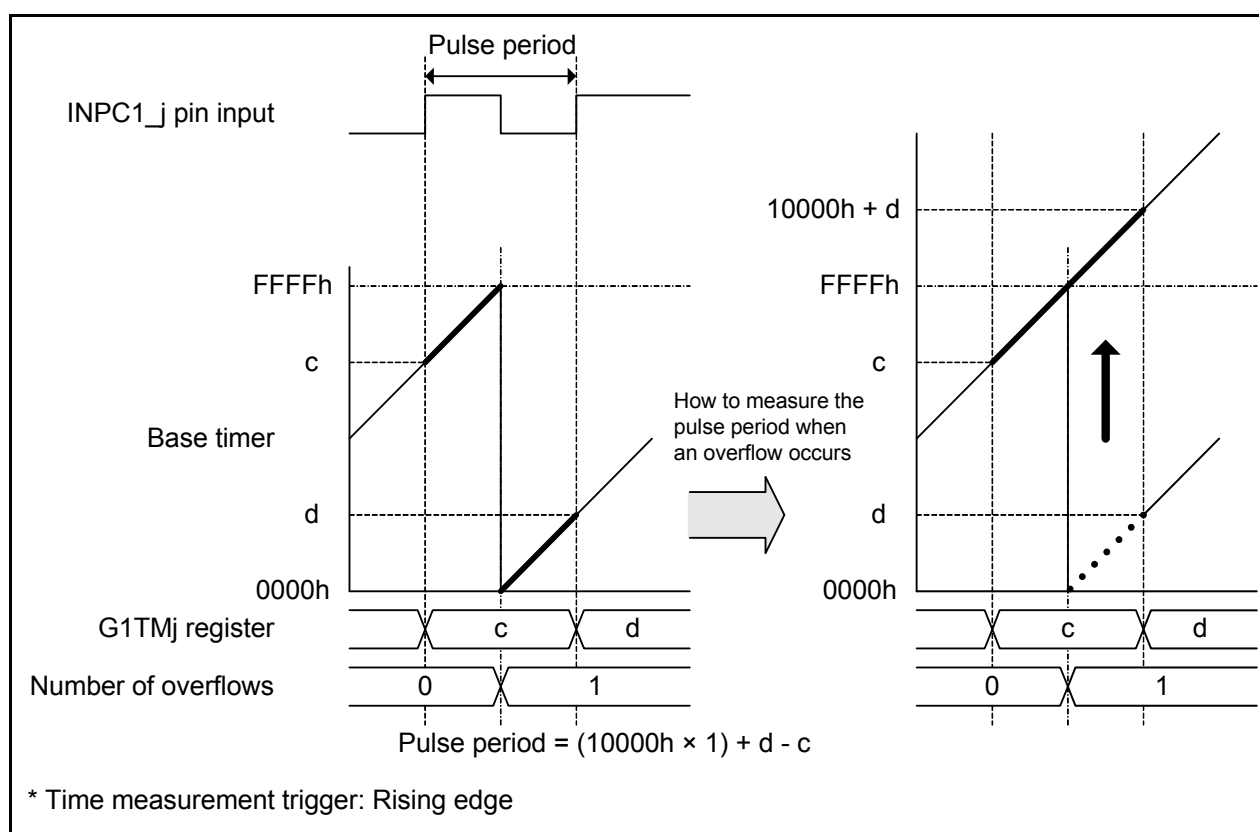 Pulse period
INPC1_j pin input
10000h + d
FFFFh
FFFFh
c
c
How to measure the
pulse period when
an overflow occurs
Base timer
d
d
0000h
0000h
G1TMj register
c
d
c
d
Number of overflows
0
1
0
1
Pulse period = (10000h × 1) + d - c
* Time measurement trigger: Rising edge